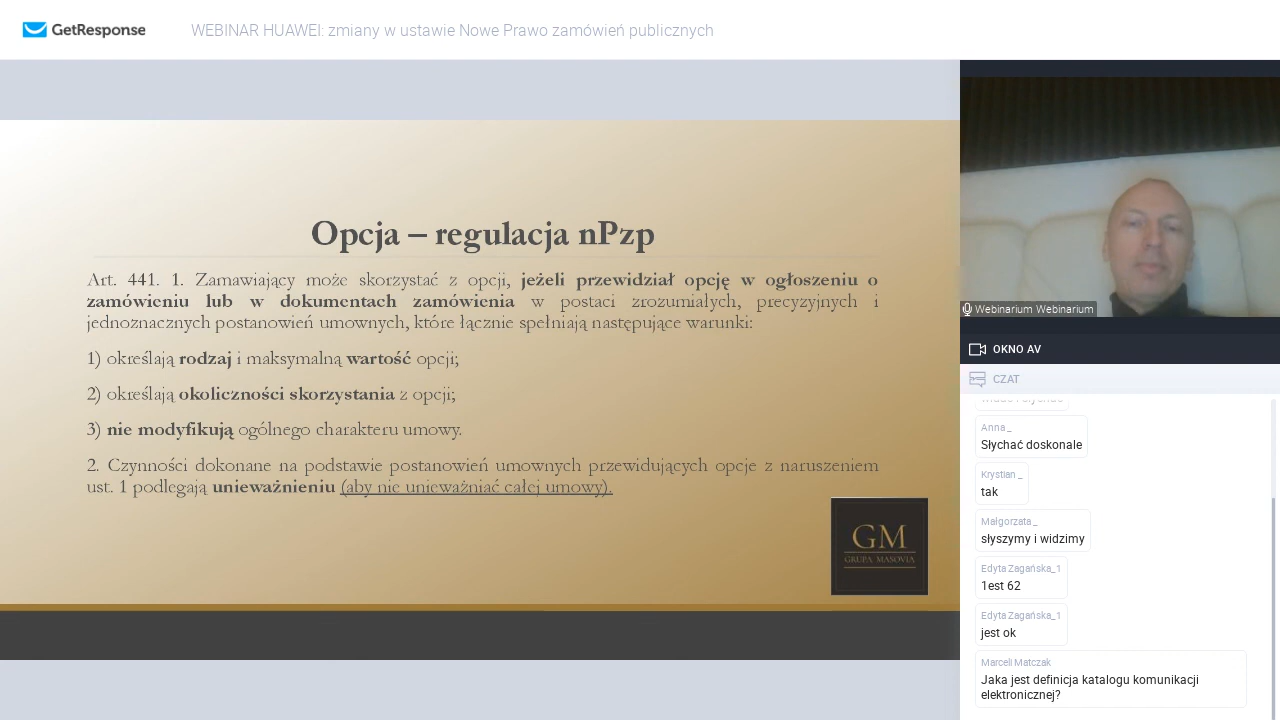 GetResponse
WEBINAR HUAWEI: zmiany w ustawie Nowe Prawo zamówień publicznych
Opcja – regulacja nPzp
Art. 441. 1. Zamawiający może skorzystać z opcji, jeżeli przewidział opcję w ogłoszeniu o
zamówieniu lub w dokumentach zamówienia w postaci zrozumiałych, precyzyjnych i
jednoznacznych postanowień umownych, które łącznie spełniają następujące warunki:
1) określają rodzaj i maksymalną wartość opcji;
2) określają okoliczności skorzystania z opcji;
3) nie modyfikują ogólnego charakteru umowy.
2. Czynności dokonane na podstawie postanowień umownych przewidujących opcje z naruszeniem
ust. 1 podlegają unieważnieniu (aby nie unieważniać całej umowy).
GM
GRUPA MASOVIA
Webinarium Webinarium
OKNO AV
CZAT
Anna _
Słychać doskonale
Krystian _
tak
Małgorzata _
słyszymy i widzimy
Edyta Zagańska_1
1est 62
Edyta Zagańska_1
jest ok
Marceli Matczak
Jaka jest definicja katalogu komunikacji
elektronicznej?